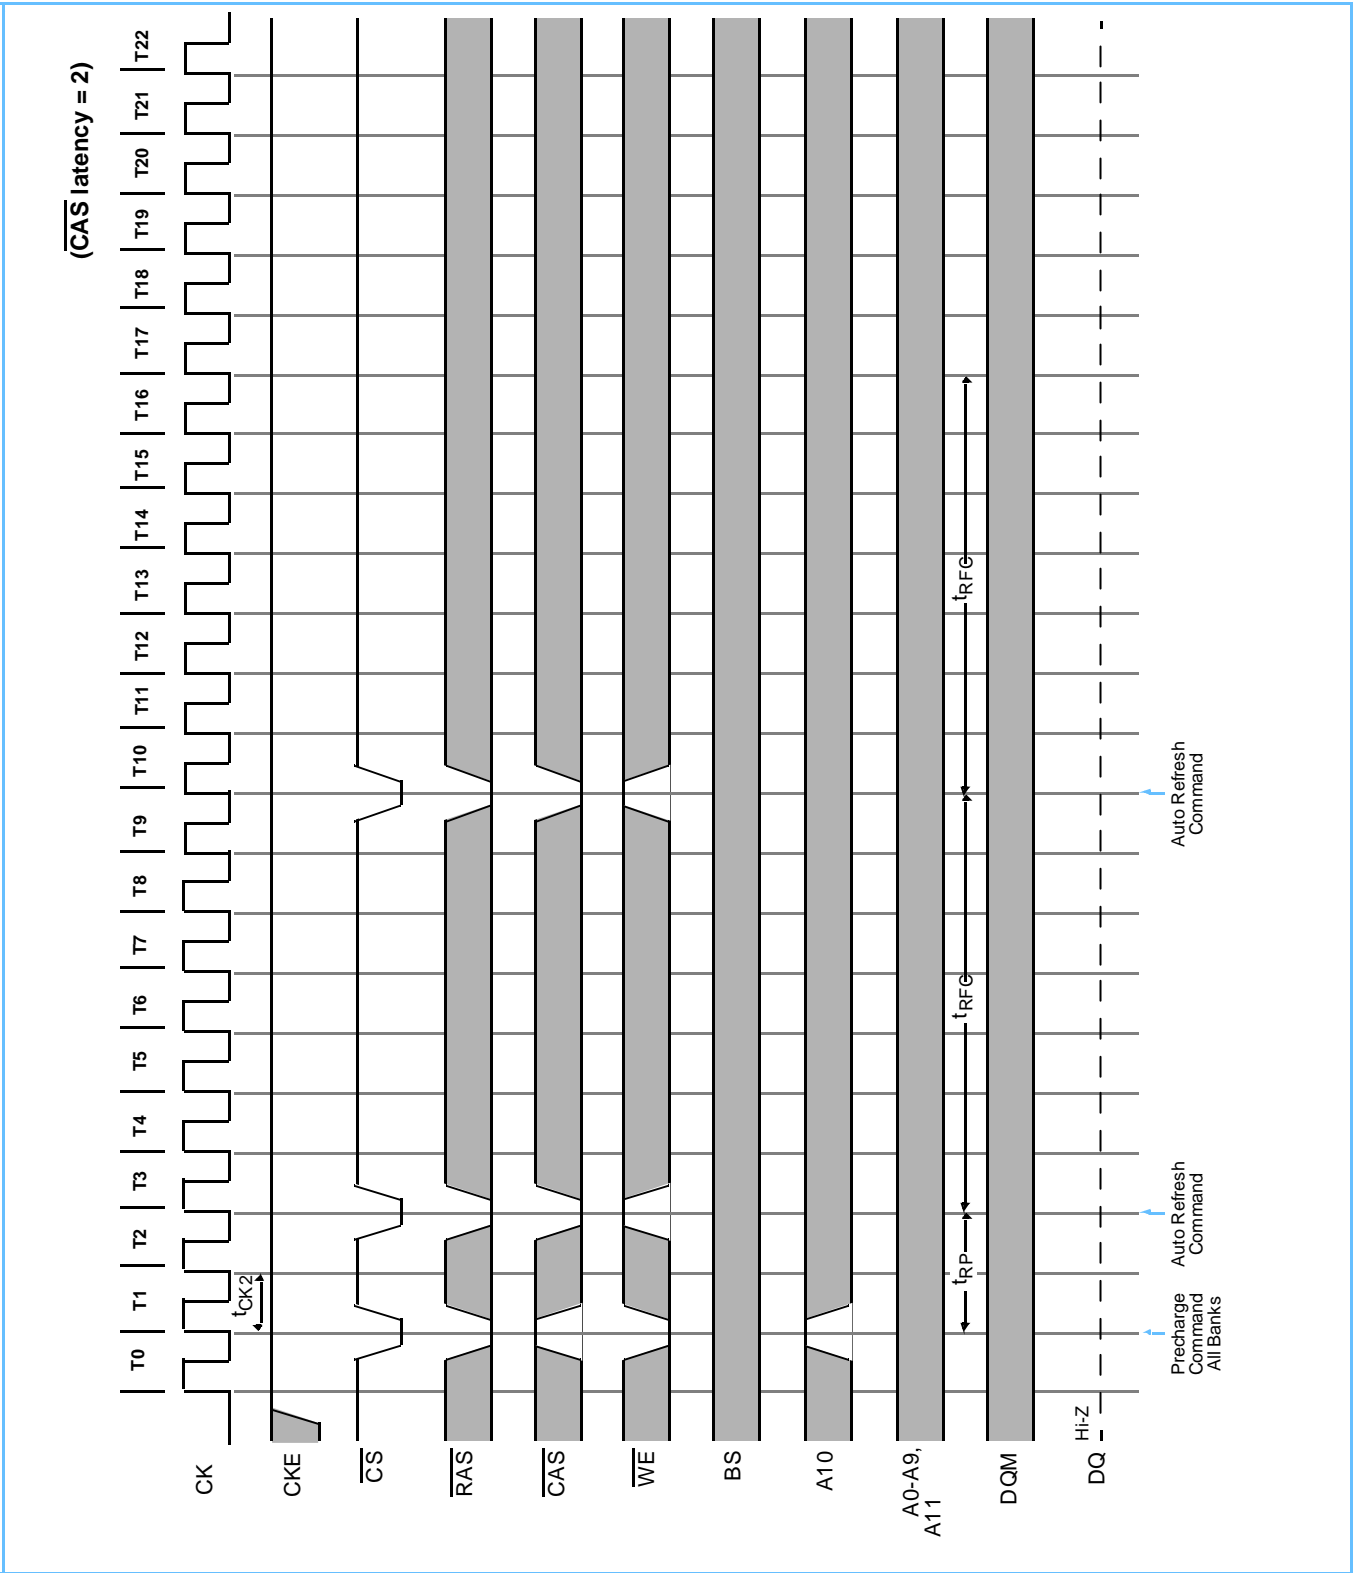 (CAS latency = 2)
T0 T1 T2 T3 T4 T5 T6 T7 T8 T9 T10 T11 T12 T13 T14 T15 T16 T17 T18 T19 T20 T21 T22
CK
tCK2
CKE
CS
RAS
CAS
WE
BS
A10
A0-A9,
A11
tRP
tRFC
tRFC
DQM
Hi-Z
DQ
Precharge
Command
All Banks
Auto Refresh
Command
Auto Refresh
Command